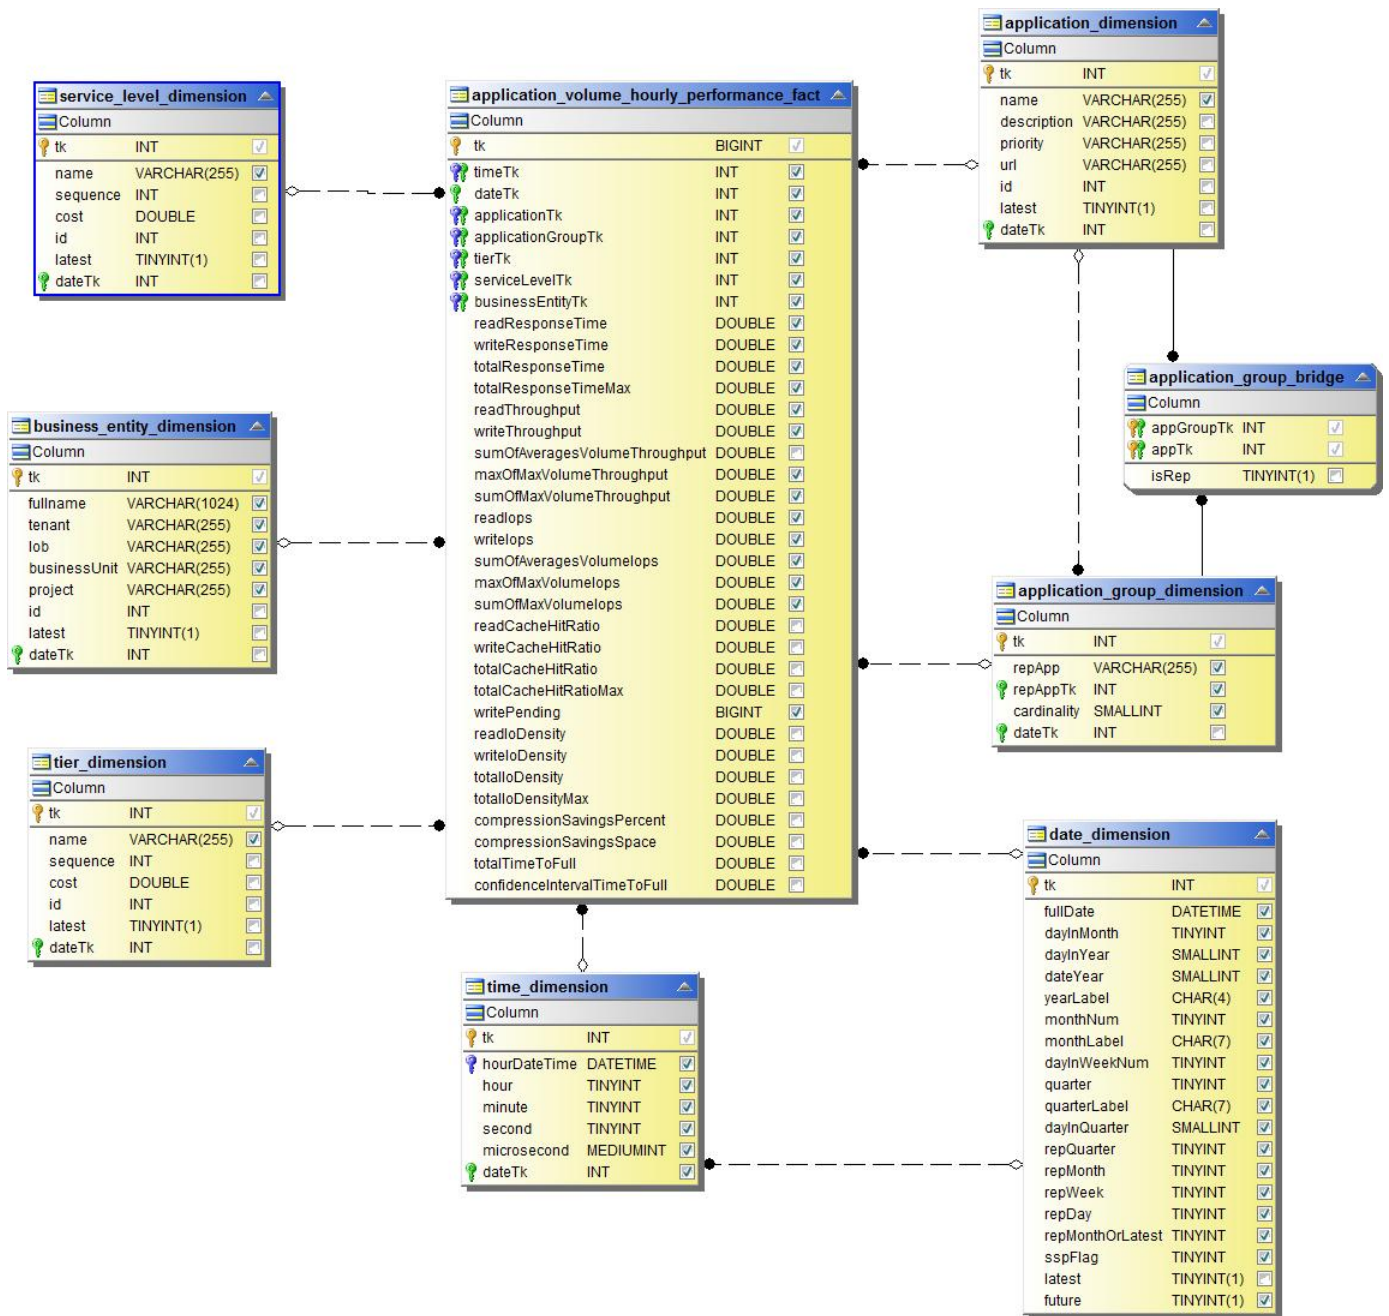 application_dimension
Column
tk INT
name VARCHAR(255)
description VARCHAR(255)
priority VARCHAR(255)
url VARCHAR(255)
id INT
latest TINYINT(1)
dateTk INT
service_level_dimension
Column
tk INT
name VARCHAR(255)
sequence INT
cost DOUBLE
id INT
latest TINYINT(1)
dateTk INT
application_volume_hourly_performance_fact
Column
tk BIGINT
timeTk INT
dateTk INT
applicationTk INT
applicationGroupTk INT
tierTk INT
serviceLevelTk INT
businessEntityTk INT
readResponseTime DOUBLE
writeResponseTime DOUBLE
totalResponseTime DOUBLE
totalResponseTimeMax DOUBLE
readThroughput DOUBLE
writeThroughput DOUBLE
sumOfAveragesVolumeThroughput DOUBLE
maxOfMaxVolumeThroughput DOUBLE
sumOfMaxVolumeThroughput DOUBLE
readIops DOUBLE
writeIops DOUBLE
sumOfAveragesVolumeIops DOUBLE
maxOfMaxVolumeIops DOUBLE
sumOfMaxVolumeIops DOUBLE
readCacheHitRatio DOUBLE
writeCacheHitRatio DOUBLE
totalCacheHitRatio DOUBLE
totalCacheHitRatioMax DOUBLE
writePending BIGINT
readIoDensity DOUBLE
writeIoDensity DOUBLE
totalIoDensity DOUBLE
totalIoDensityMax DOUBLE
compressionSavingsPercent DOUBLE
compressionSavingsSpace DOUBLE
totalTimeToFull DOUBLE
confidenceIntervalTimeToFull DOUBLE
application_group_bridge
Column
appGroupTk INT
appTk INT
isRep TINYINT(1)
business_entity_dimension
Column
tk INT
fullname VARCHAR(1024)
tenant VARCHAR(255)
lob VARCHAR(255)
businessUnit VARCHAR(255)
project VARCHAR(255)
id INT
latest TINYINT(1)
dateTk INT
application_group_dimension
Column
tk INT
repApp VARCHAR(255)
repAppTk INT
cardinality SMALLINT
dateTk INT
tier_dimension
Column
tk INT
name VARCHAR(255)
sequence INT
cost DOUBLE
id INT
latest TINYINT(1)
dateTk INT
date_dimension
Column
tk INT
fullDate DATETIME
dayInMonth TINYINT
dayInYear SMALLINT
dateYear SMALLINT
yearLabel CHAR(4)
monthNum TINYINT
monthLabel CHAR(7)
dayInWeekNum TINYINT
quarter TINYINT
quarterLabel CHAR(7)
dayInQuarter SMALLINT
repQuarter TINYINT
repMonth TINYINT
repWeek TINYINT
repDay TINYINT
repMonthOrLatest TINYINT
sspFlag TINYINT
latest TINYINT(1)
future TINYINT(1)
time_dimension
Column
tk INT
hourDateTime DATETIME
hour TINYINT
minute TINYINT
second TINYINT
microsecond MEDIUMINT
dateTk INT